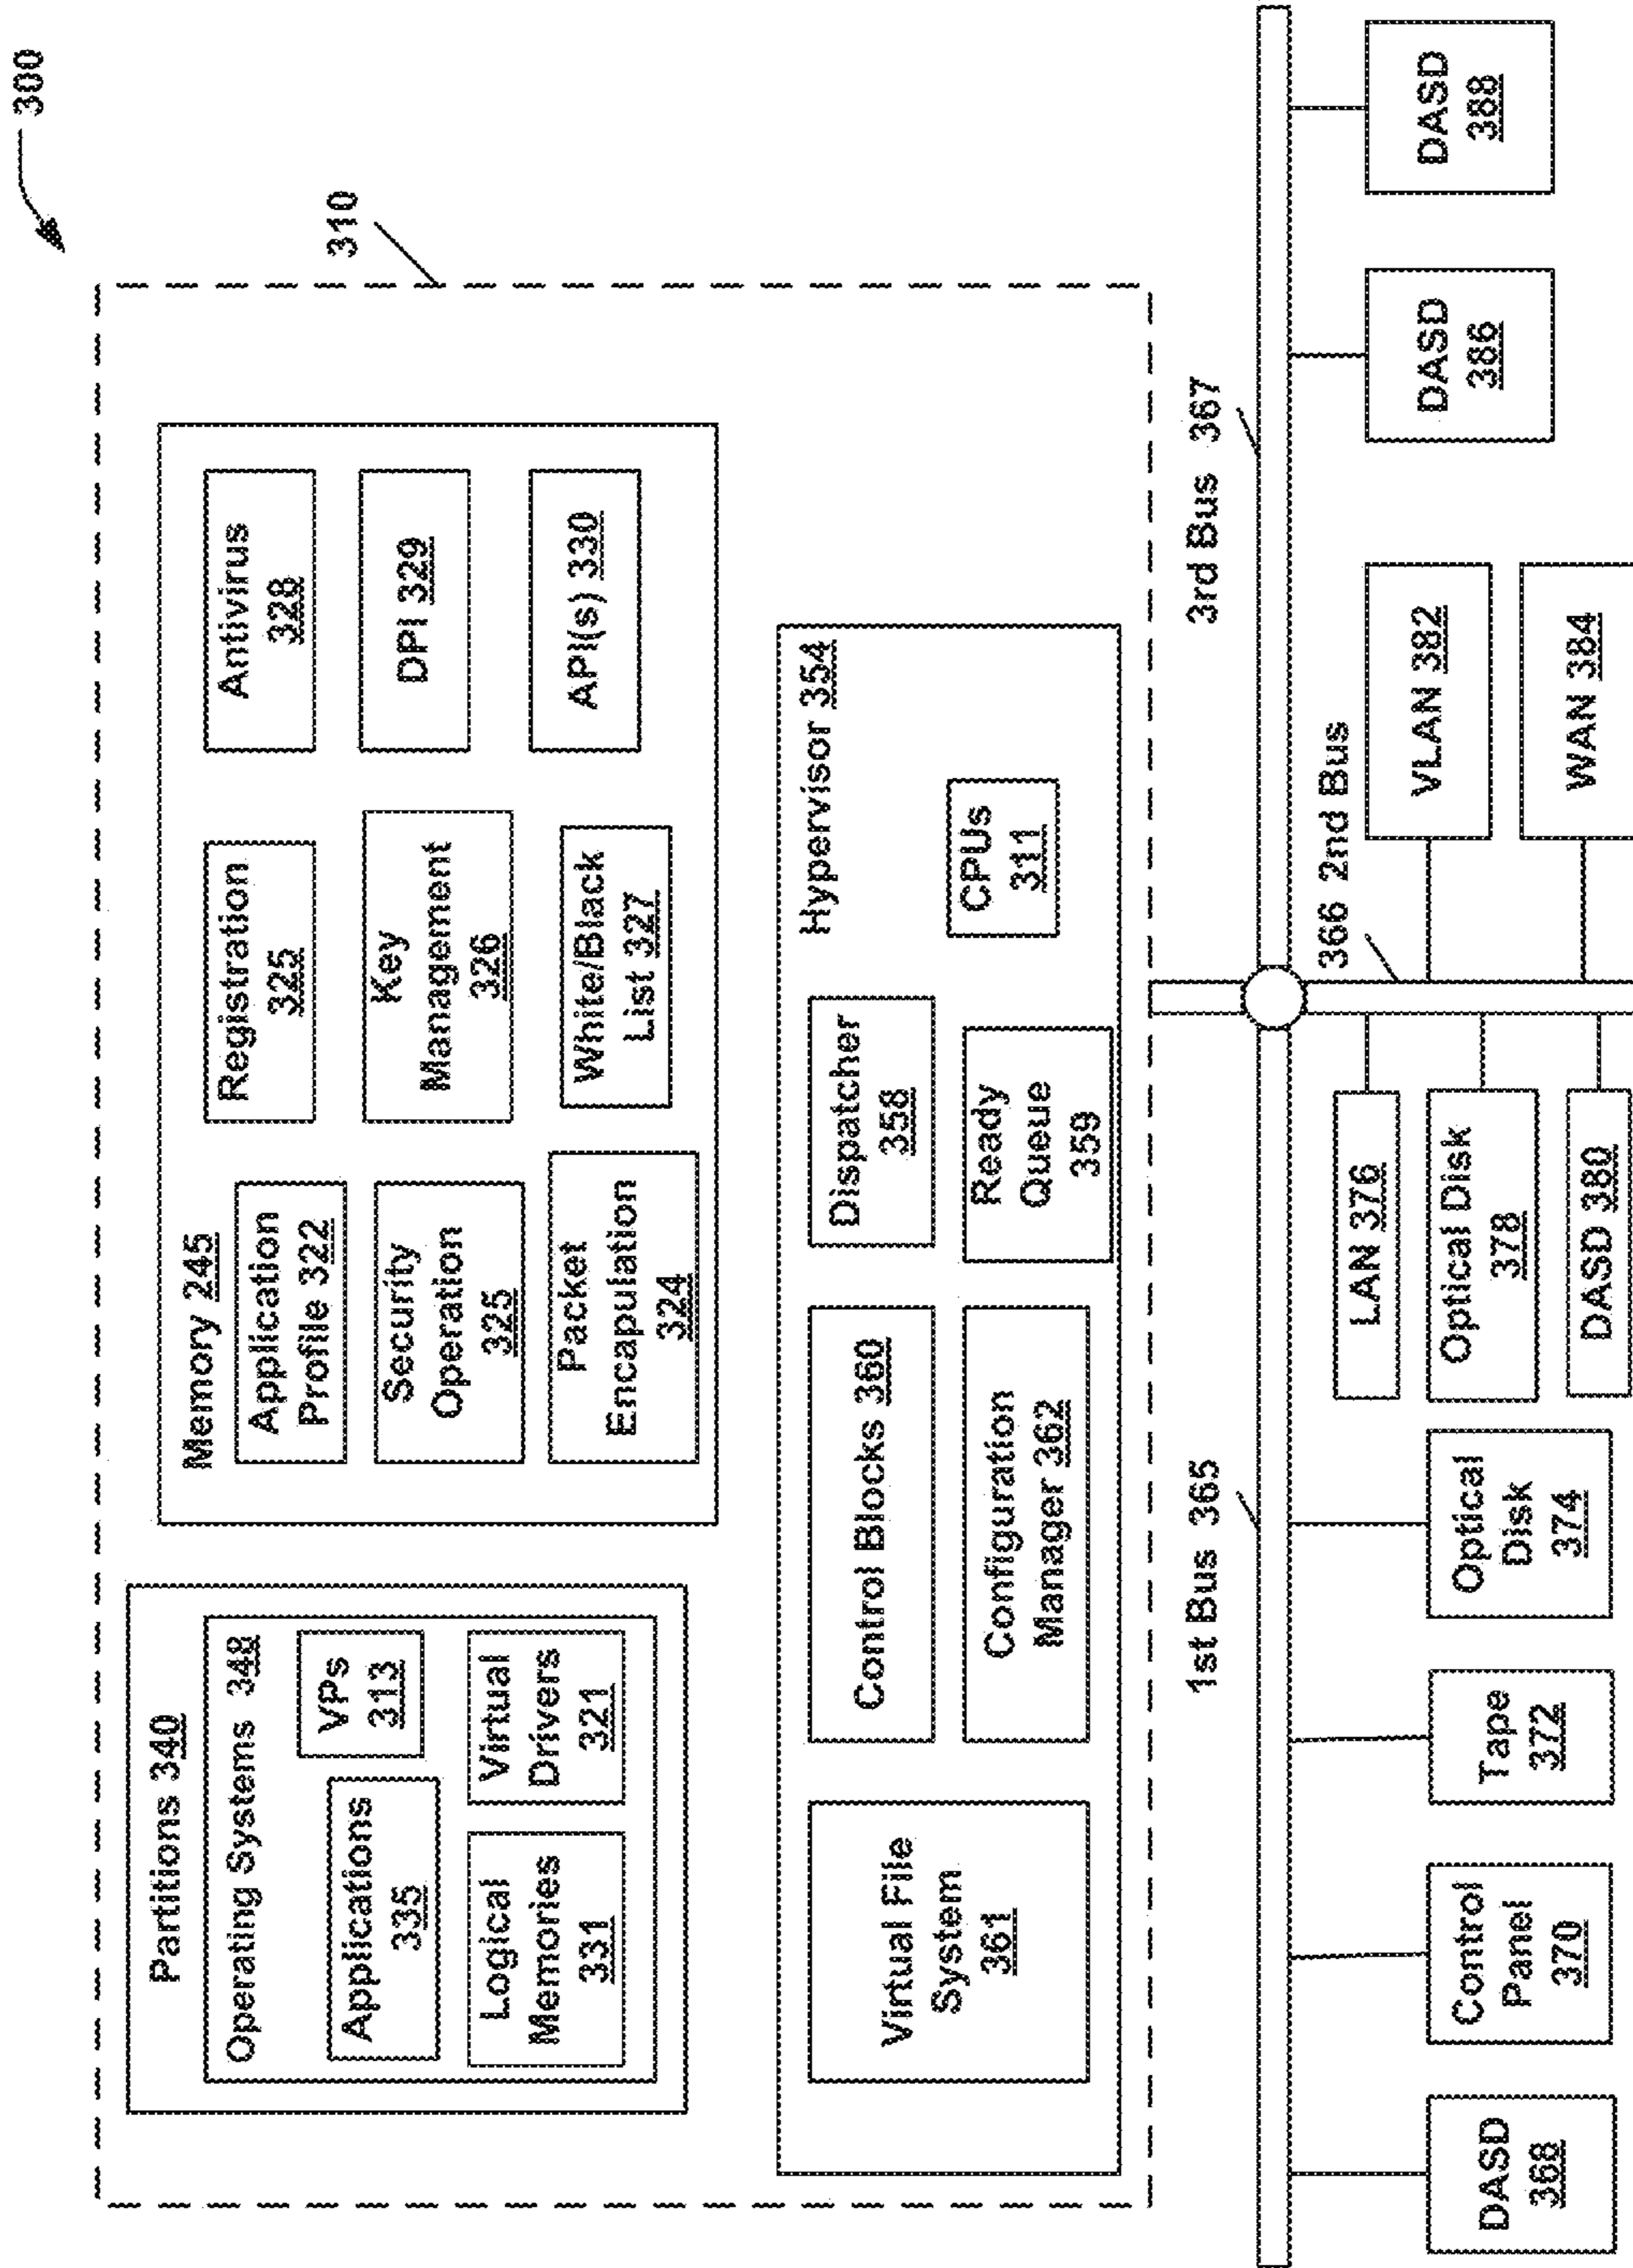 300
310
Partitions 340
Operating Systems 348
VPs
313
Applications
335
Virtual
Drivers
321
Logical
Memories
331
Memory 245
Application
Profile 322
Security
Operation
325
Packet
Encapulation
324
Registration
325
Key
Management
326
White/Black
List 327
Antivirus
328
DPI 329
API(s) 330
Hypervisor 354
Virtual File
System
361
Control Blocks 360
Configuration
Manager 362
Dispatcher
358
Ready
Queue
359
CPUs
311
1st Bus 365
3rd Bus 367
366 2nd Bus
DASD
368
Control
Panel
370
Tape
372
Optical
Disk
374
LAN 376
Optical Disk
378
DASD 380
VLAN 382
WAN 384
DASD
386
DASD
388